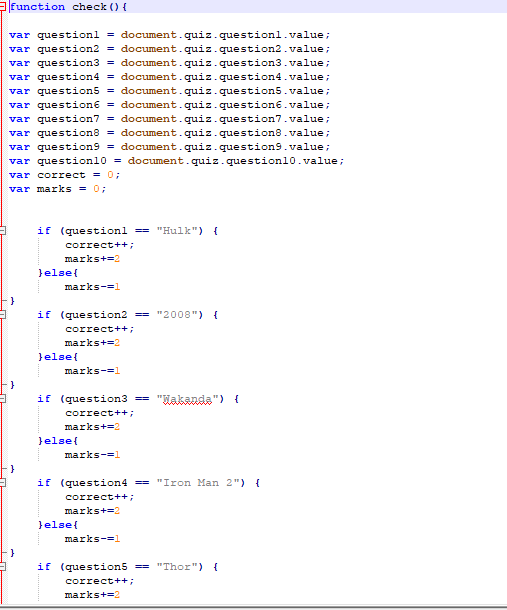 function check(){
var question1 = document.quiz.question1.value;
var question2 = document.quiz.question2.value;
var question3 = document.quiz.question3.value;
var question4 = document.quiz.question4.value;
var question5 = document.quiz.question5.value;
var question6 = document.quiz.question6.value;
var question7 = document.quiz.question7.value;
var question8 = document.quiz.question8.value;
var question9 = document.quiz.question9.value;
var question10 = document.quiz.question10.value;
var correct = 0;
var marks = 0;
if (question1 == "Hulk") {
correct++;
marks+=2
}else{
marks-=1
}
if (question2 == "2008") {
correct++;
marks+=2
}else{
marks-=1
}
if (question3 == "Wakanda") {
correct++;
marks+=2
}else{
marks-=1
}
if (question4 == "Iron Man 2") {
correct++;
marks+=2
}else{
marks-=1
}
if (question5 == "Thor") {
correct++;
marks+=2